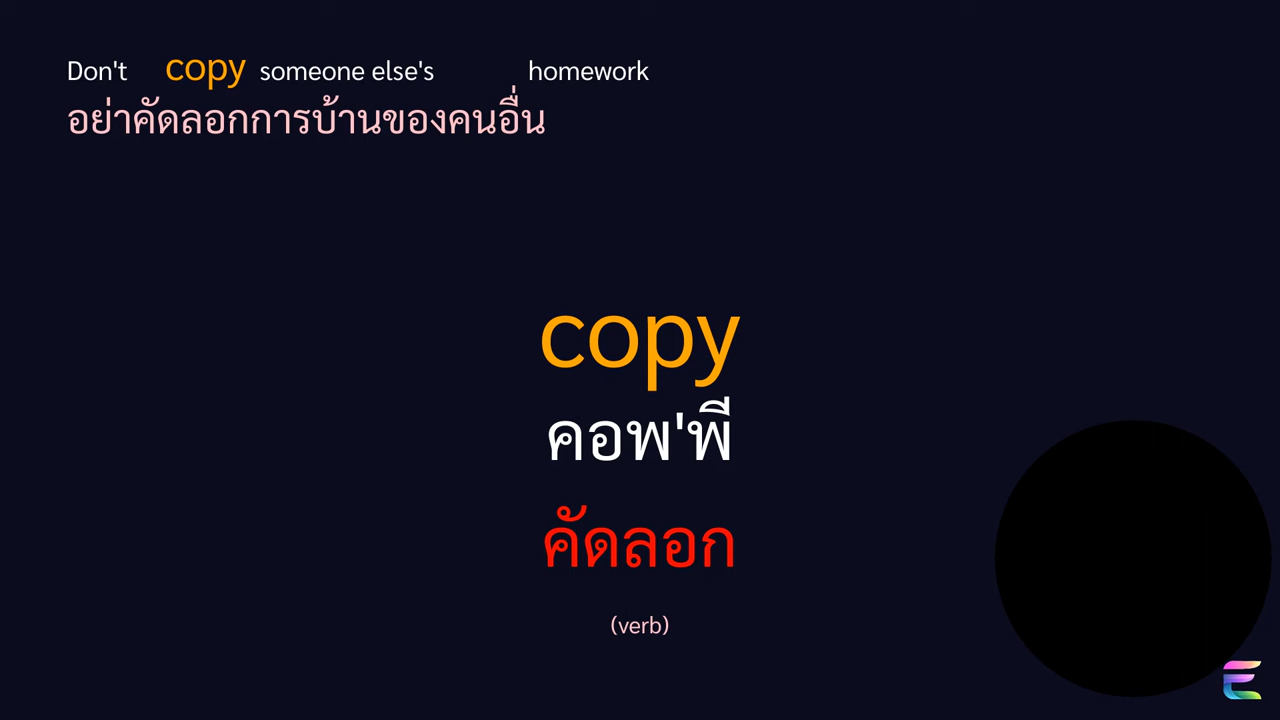 Don't copy someone else's homework
อย่าคัดลอกการบ้านของคนอื่น
copy
คอพ'พี
คัดลอก
(verb)